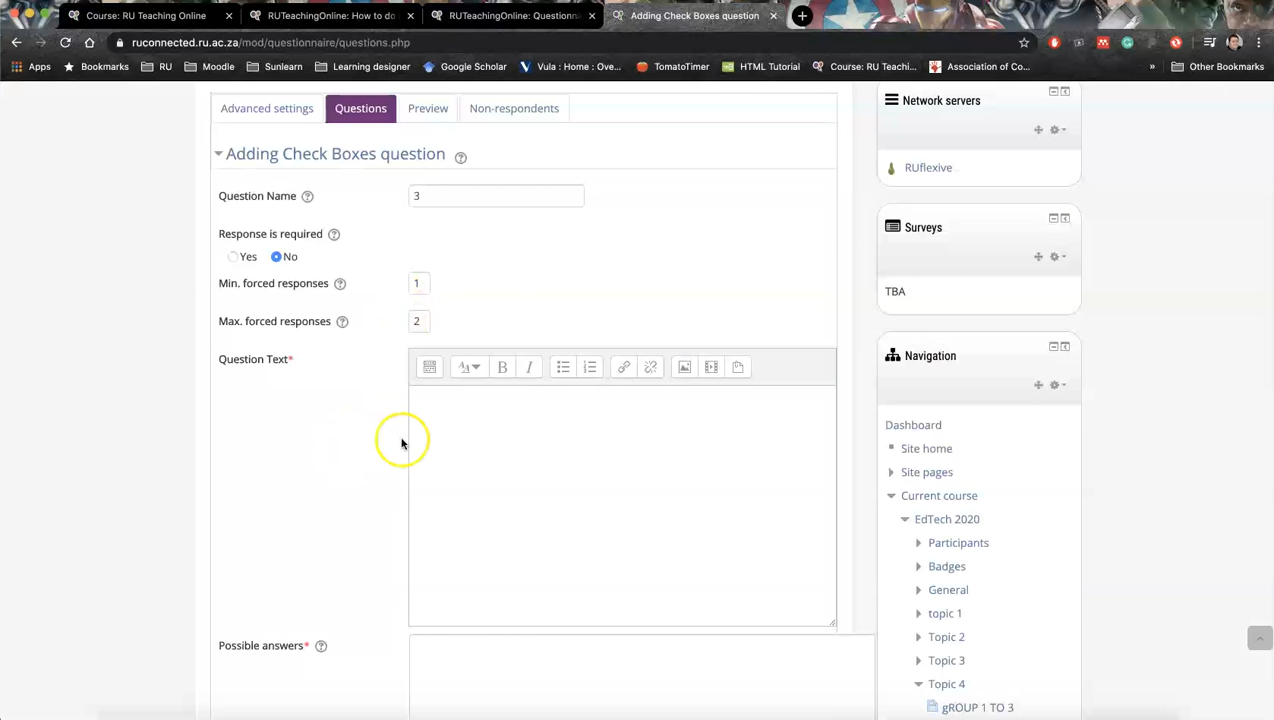 Course: RU Teaching Online
RUTeachingOnline: How to do
RUTeachingOnline: Questionn
Adding Check Boxes question
ruconnected.ru.ac.za/mod/questionnaire/questions.php
Apps
Bookmarks
RU
Moodle
Sunlearn
Learning designer
Google Scholar
Vula : Home : Ove...
TomatoTimer
HTML Tutorial
Course: RU Teachi...
Association of Co...
»
Other Bookmarks
Advanced settings
Questions
Preview
Non-respondents
Adding Check Boxes question
Question Name
3
Response is required
Yes
No
Min. forced responses
1
Max. forced responses
2
Question Text*
B
I
Possible answers*
Network servers
RUflexive
Surveys
TBA
Navigation
Dashboard
Site home
Site pages
Current course
EdTech 2020
Participants
Badges
General
topic 1
Topic 2
Topic 3
Topic 4
gROUP 1 TO 3